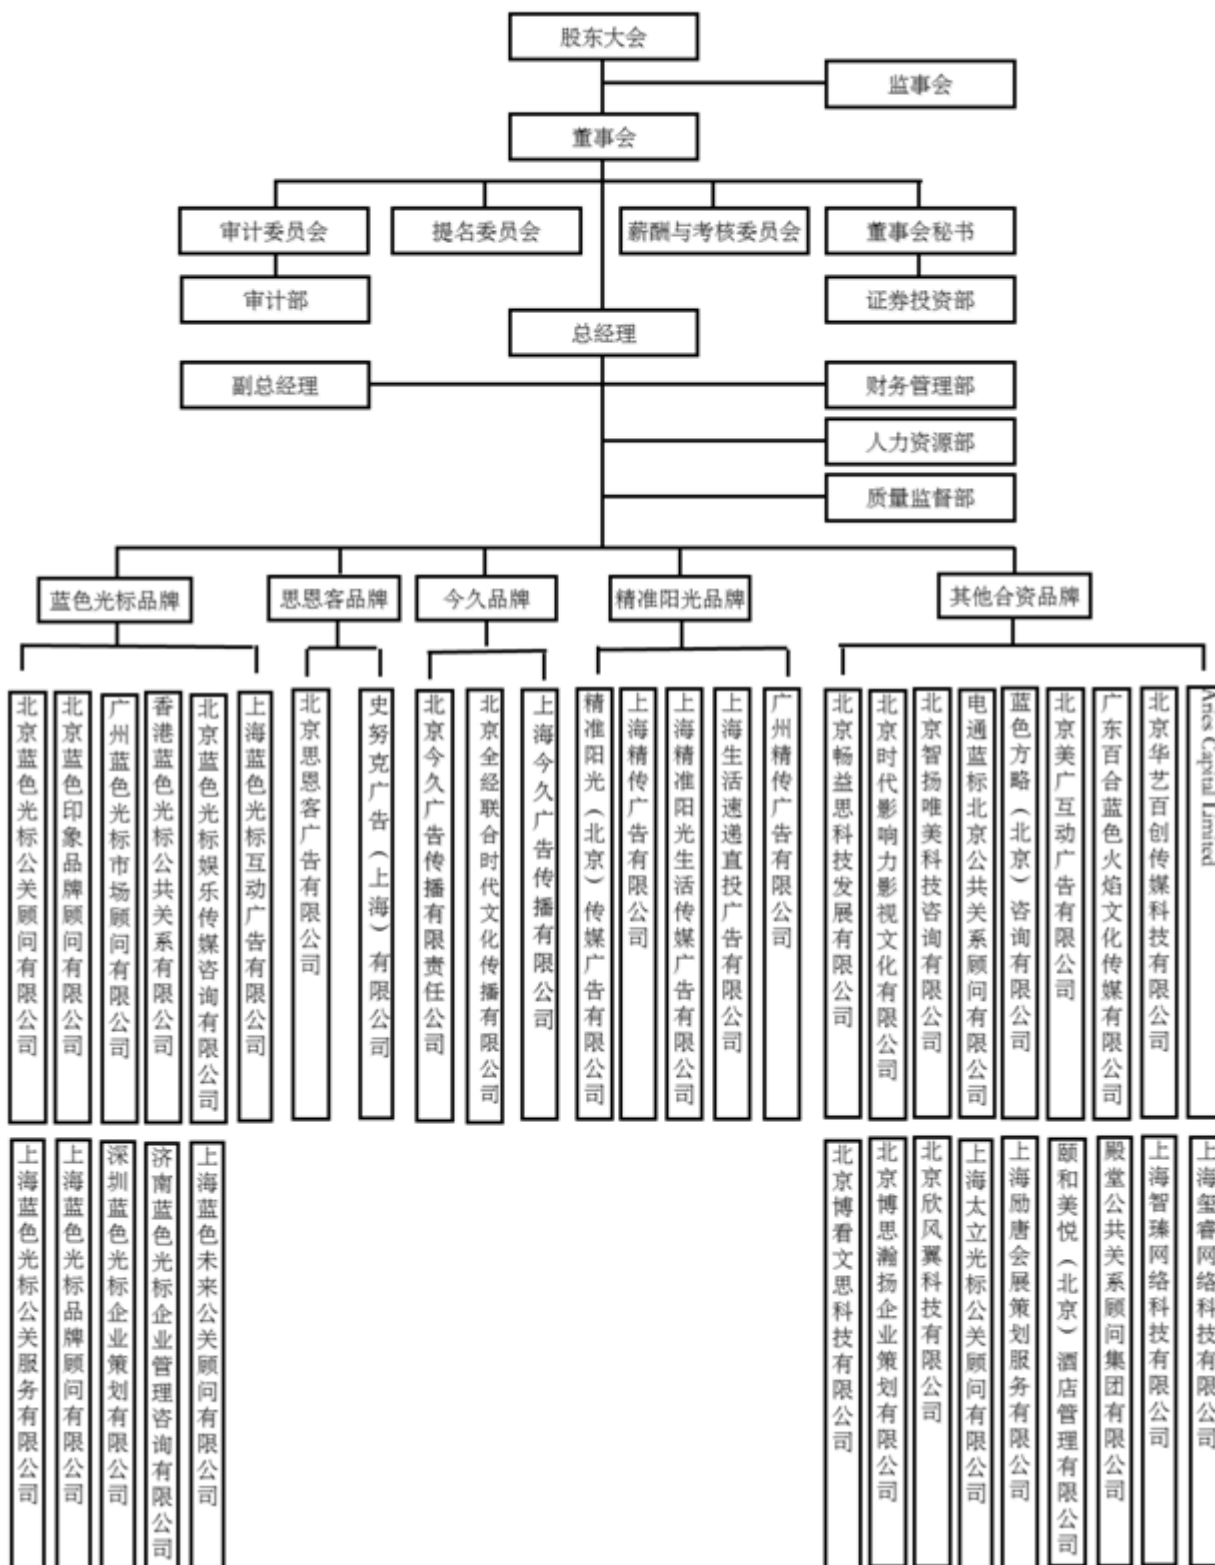 股东大会
监事会
董事会
审计委员会
提名委员会
薪酬与考核委员会
董事会秘书
审计部
证券投资部
总经理
副总经理
财务管理部
人力资源部
质量监督部
蓝色光标品牌
思恩客品牌
今久品牌
精准阳光品牌
其他合资品牌
北京蓝色光标公关顾问有限公司
北京蓝色印象品牌顾问有限公司
广州蓝色光标市场顾问有限公司
香港蓝色光标公共关系有限公司
北京蓝色光标娱乐传媒咨询有限公司
上海蓝色光标互动广告有限公司
北京思恩客广告有限公司
史努克广告（上海）有限公司
北京今久广告传播有限责任公司
北京全经联合时代文化传播有限公司
上海今久广告传播有限公司
精准阳光（北京）传媒广告有限公司
上海精传广告有限公司
上海精准阳光生活传媒广告有限公司
上海生活速递直投广告有限公司
广州精传广告有限公司
北京畅益思科技发展有限公司
北京时代影响力影视文化有限公司
北京智扬唯美科技咨询有限公司
电通蓝标北京公共关系顾问有限公司
蓝色方略（北京）咨询有限公司
北京美广互动广告有限公司
广东百合蓝色火焰文化传媒有限公司
北京华艺百创传媒科技有限公司
Aries Capital Limited
上海蓝色光标公关服务有限公司
上海蓝色光标品牌顾问有限公司
深圳蓝色光标企业策划有限公司
济南蓝色光标企业管理咨询有限公司
上海蓝色未来公关顾问有限公司
北京博看文思科技有限公司
北京博思瀚扬企业策划有限公司
北京欣风翼科技有限公司
上海太立光标公关顾问有限公司
上海励唐会展策划服务有限公司
颐和美悦（北京）酒店管理有限公司
殿堂公共关系顾问集团有限公司
上海智臻网络科技有限公司
上海玺睿网络科技有限公司